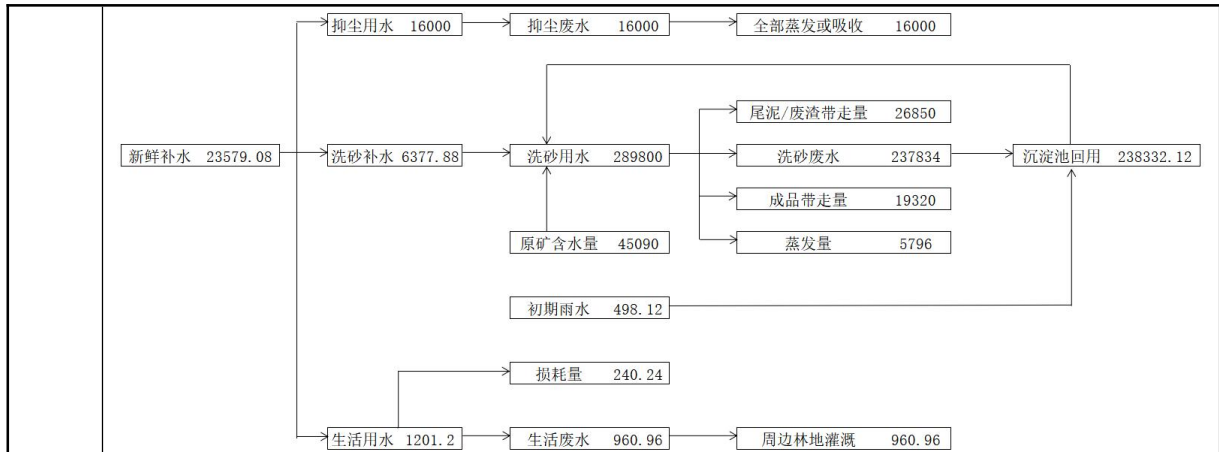 抑尘用水 16000
抑尘废水 16000
全部蒸发或吸收 16000
尾泥/废渣带走量 26850
新鲜补水 23579.08
洗砂补水 6377.88
洗砂用水 289800
洗砂废水 237834
沉淀池回用 238332.12
成品带走量 19320
原矿含水量 45090
蒸发量 5796
初期雨水 498.12
损耗量 240.24
生活用水 1201.2
生活废水 960.96
周边林地灌溉 960.96